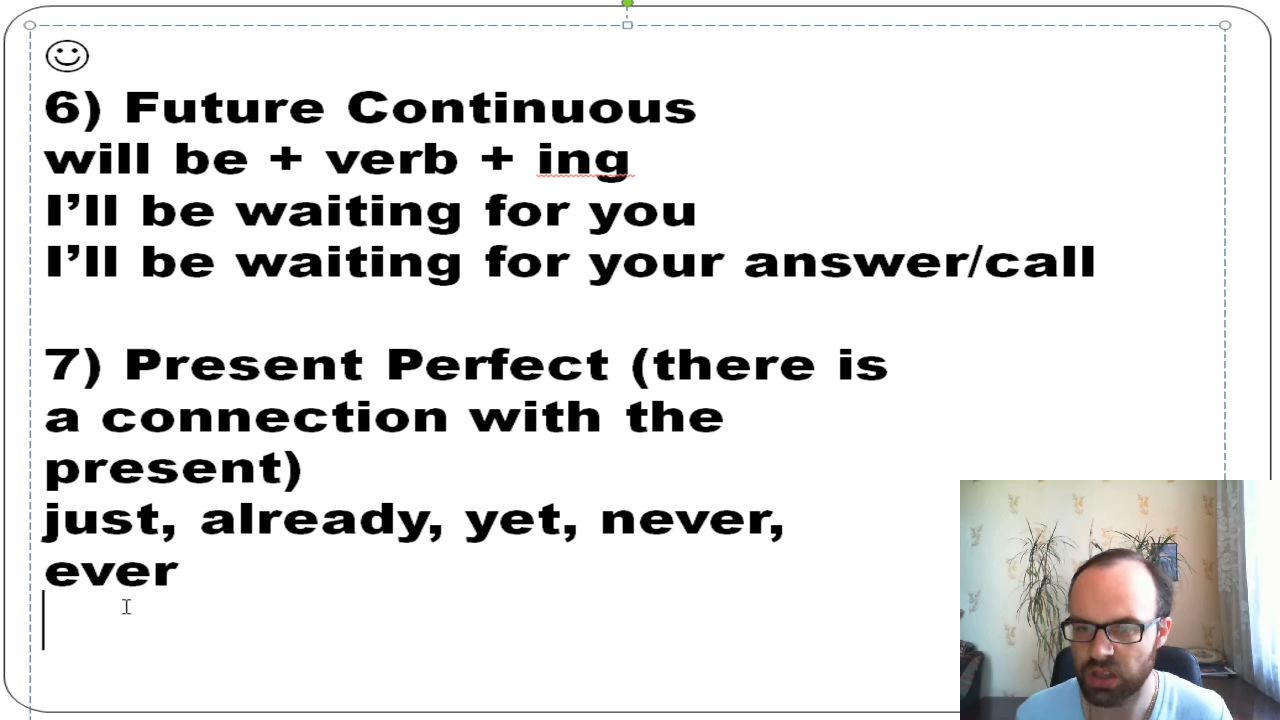 6) Future Continuous
will be + verb + ing
I’ll be waiting for you
I’ll be waiting for your answer/call
7) Present Perfect (there is
a connection with the
present)
just, already, yet, never,
ever